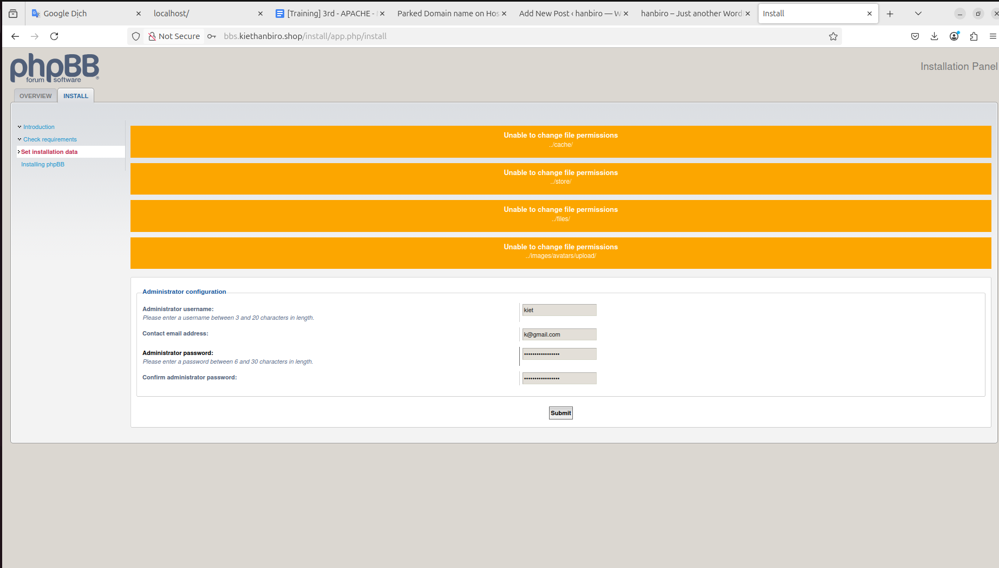 Google Dịch
localhost/
[Training] 3rd - APACHE -
Parked Domain name on Hos
Add New Post ‹ hanbiro — W
hanbiro – Just another Word
Install
Not Secure
bbs.kiethanbiro.shop/install/app.php/install
phpBB
forum software
®
Installation Panel
OVERVIEW
INSTALL
Introduction
Check requirements
Set installation data
Installing phpBB
Unable to change file permissions
../cache/
Unable to change file permissions
../store/
Unable to change file permissions
../files/
Unable to change file permissions
../images/avatars/upload/
Administrator configuration
Administrator username:
kiet
Please enter a username between 3 and 20 characters in length.
Contact email address:
k@gmail.com
Administrator password:
•••••••••••••••••
Please enter a password between 6 and 30 characters in length.
Confirm administrator password:
•••••••••••••••••
Submit